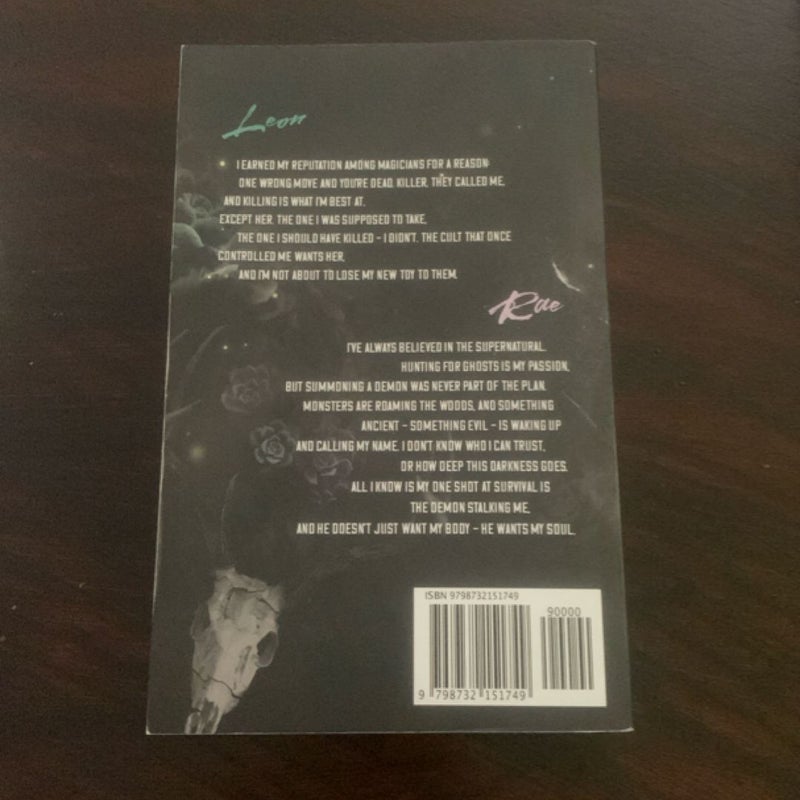 Leon
I EARNED MY REPUTATION AMONG MAGICIANS FOR A REASON:
ONE WRONG MOVE AND YOU'RE DEAD. KILLER, THEY CALLED ME,
AND KILLING IS WHAT I'M BEST AT.
EXCEPT HER. THE ONE I WAS SUPPOSED TO TAKE.
THE ONE I SHOULD HAVE KILLED – I DIDN'T. THE CULT THAT ONCE
CONTROLLED ME WANTS HER.
AND I'M NOT ABOUT TO LOSE MY NEW TOY TO THEM.
Rae
I'VE ALWAYS BELIEVED IN THE SUPERNATURAL.
HUNTING FOR GHOSTS IS MY PASSION,
BUT SUMMONING A DEMON WAS NEVER PART OF THE PLAN.
MONSTERS ARE ROAMING THE WOODS, AND SOMETHING
ANCIENT – SOMETHING EVIL – IS WAKING UP
AND CALLING MY NAME. I DON'T KNOW WHO I CAN TRUST,
OR HOW DEEP THIS DARKNESS GOES.
ALL I KNOW IS MY ONE SHOT AT SURVIVAL IS
THE DEMON STALKING ME,
AND HE DOESN'T JUST WANT MY BODY – HE WANTS MY SOUL.
ISBN 9798732151749
90000
9 798732 151749